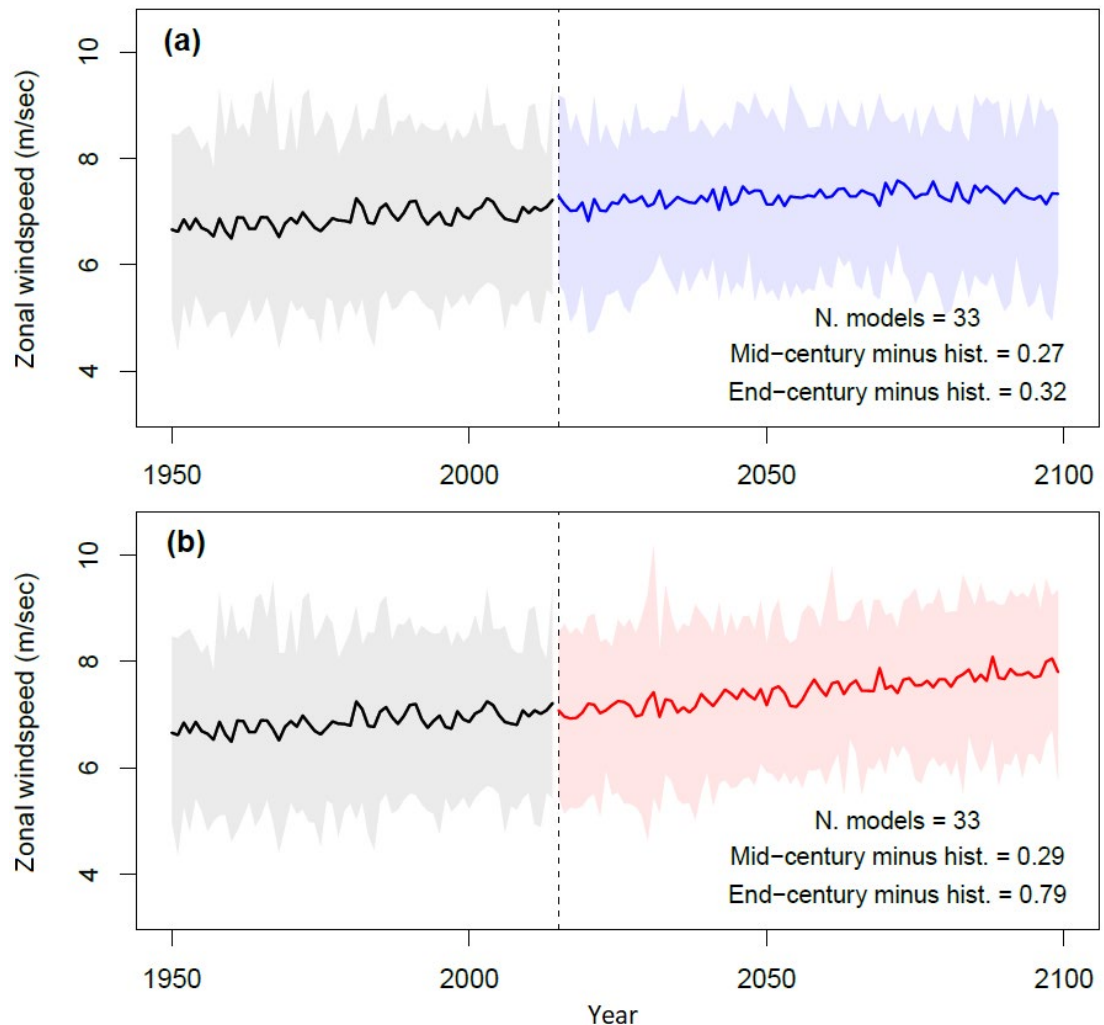 (a)
Zonal windspeed (m/sec)
10
8
6
4
N. models = 33
Mid−century minus hist. = 0.27
End−century minus hist. = 0.32
1950 2000 2050 2100
(b)
Zonal windspeed (m/sec)
10
8
6
4
N. models = 33
Mid−century minus hist. = 0.29
End−century minus hist. = 0.79
1950 2000 2050 2100
Year